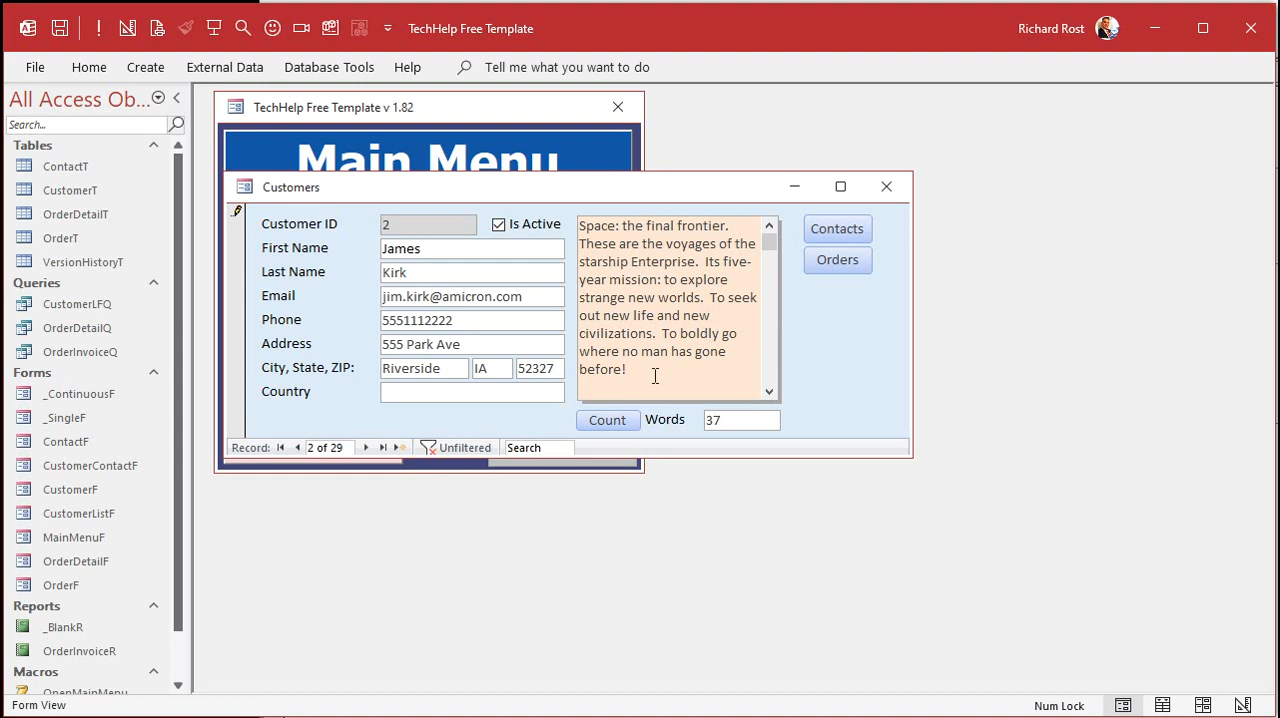 TechHelp Free Template
Richard Rost
File Home Create External Data Database Tools Help Tell me what you want to do
All Access Ob...
Search...
Tables
ContactT
CustomerT
OrderDetailT
OrderT
VersionHistoryT
Queries
CustomerLFQ
OrderDetailQ
OrderInvoiceQ
Forms
_ContinuousF
_SingleF
ContactF
CustomerContactF
CustomerF
CustomerListF
MainMenuF
OrderDetailF
OrderF
Reports
_BlankR
OrderInvoiceR
Macros
OpenMainMenu
TechHelp Free Template v 1.82
Main Menu
Customers
Customer ID 2 Is Active
First Name James
Last Name Kirk
Email jim.kirk@amicron.com
Phone 5551112222
Address 555 Park Ave
City, State, ZIP: Riverside IA 52327
Country
Space: the final frontier.
These are the voyages of the
starship Enterprise.  Its five-
year mission: to explore
strange new worlds.  To seek
out new life and new
civilizations.  To boldly go
where no man has gone
before!
Contacts
Orders
Count Words 37
Record: 2 of 29 Unfiltered Search
Form View
Num Lock